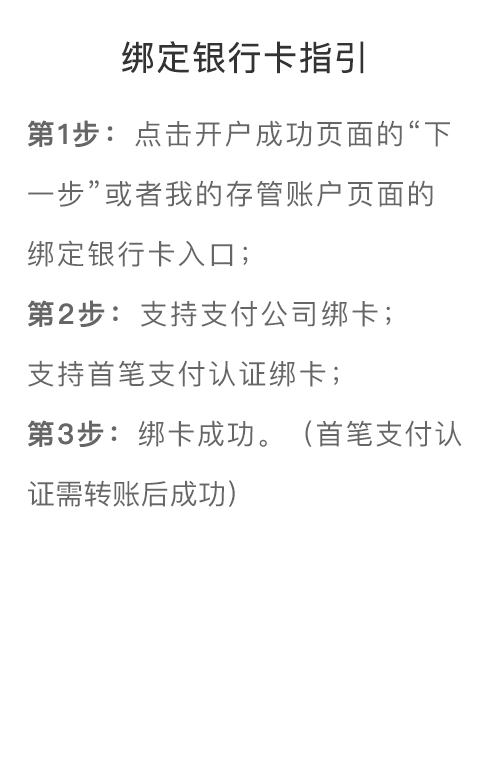 绑定银行卡指引
第1步：点击开户成功页面的“下
一步”或者我的存管账户页面的
绑定银行卡入口；
第2步：支持支付公司绑卡；
支持首笔支付认证绑卡；
第3步：绑卡成功。（首笔支付认
证需转账后成功）